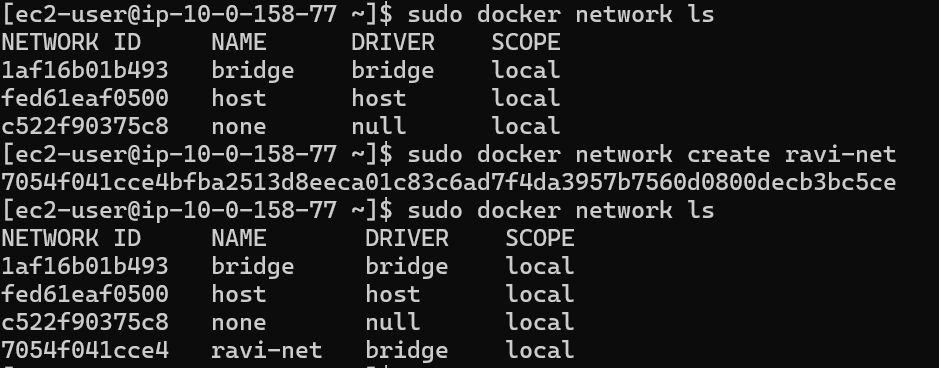 [ec2-user@ip-10-0-158-77 ~]$ sudo docker network ls
NETWORK ID     NAME      DRIVER    SCOPE
1af16b01b493   bridge    bridge    local
fed61eaf0500   host      host      local
c522f90375c8   none      null      local
[ec2-user@ip-10-0-158-77 ~]$ sudo docker network create ravi-net
7054f041cce4bfba2513d8eeca01c83c6ad7f4da3957b7560d0800decb3bc5ce
[ec2-user@ip-10-0-158-77 ~]$ sudo docker network ls
NETWORK ID     NAME       DRIVER    SCOPE
1af16b01b493   bridge     bridge    local
fed61eaf0500   host       host      local
c522f90375c8   none       null      local
7054f041cce4   ravi-net   bridge    local